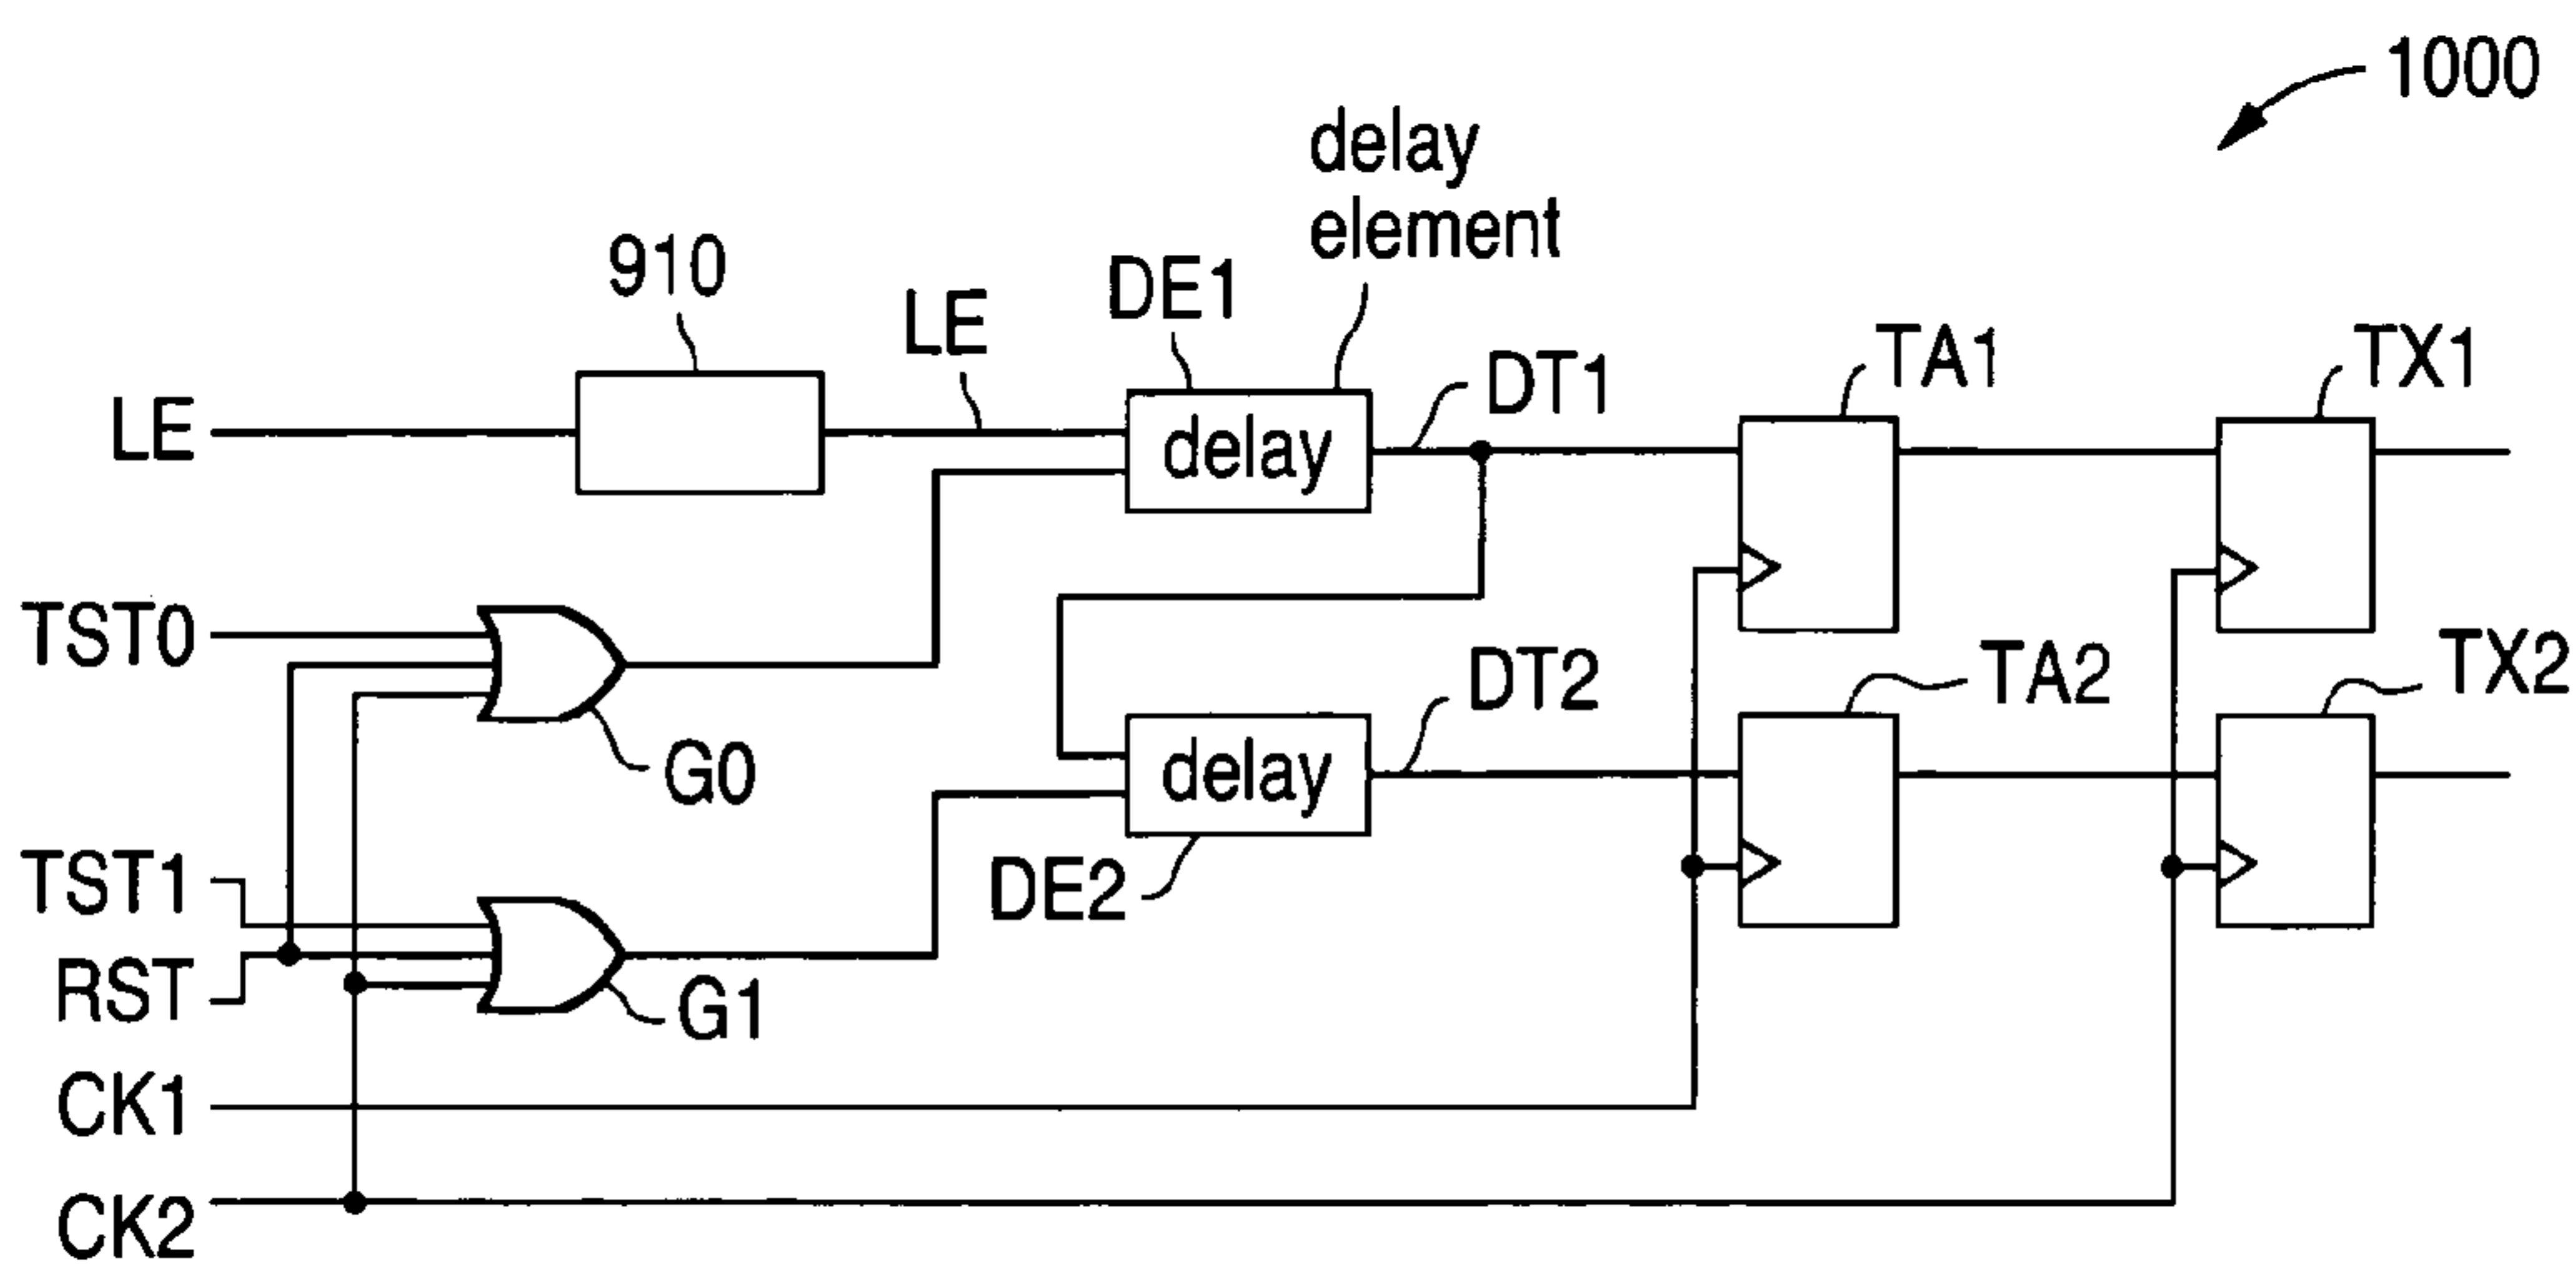 1000
delay
element
910
LE
DE1
LE
delay
DT1
TA1
TX1
TST0
G0
DT2
TA2
TX2
delay
DE2
TST1
RST
G1
CK1
CK2